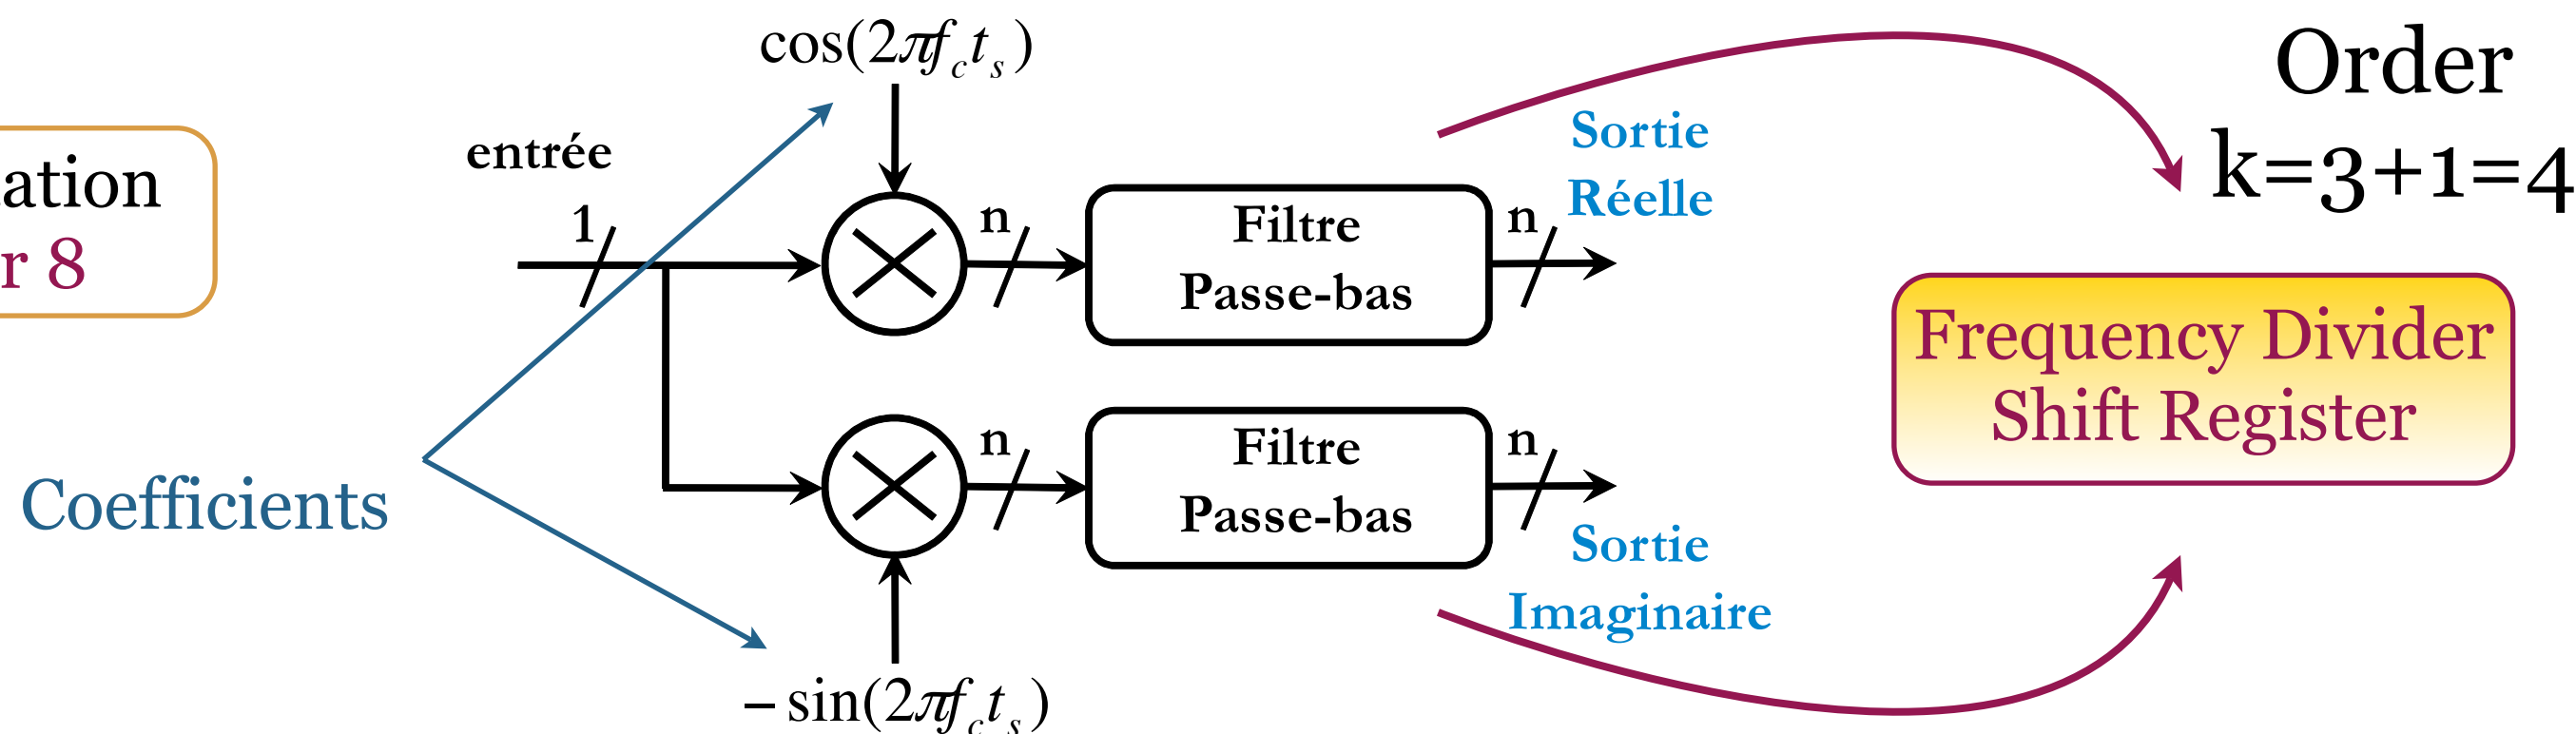 cos(2πf_c t_s)
Order
k=3+1=4
entrée
Sortie
Réelle
ation
r 8
1
n
Filtre
Passe-bas
n
Frequency Divider
Shift Register
Coefficients
n
Filtre
Passe-bas
n
Sortie
Imaginaire
– sin(2πf_c t_s)